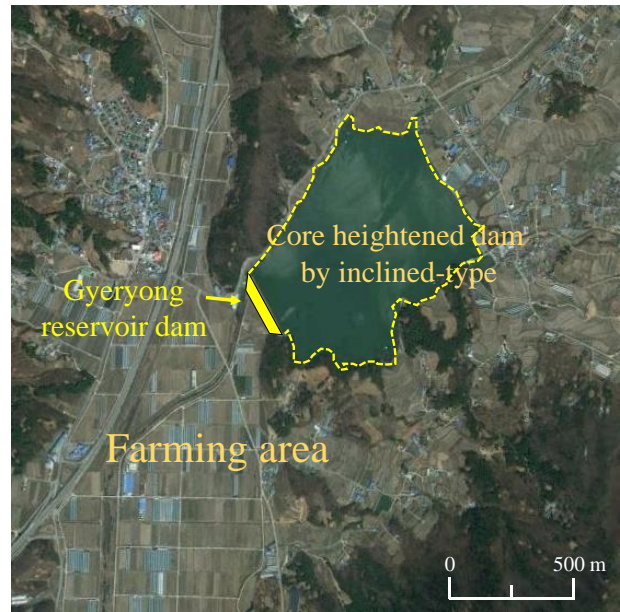 Core heightened dam
by inclined-type
Gyeryong
reservoir dam
Farming area
0 500 m